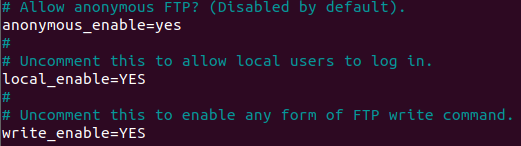 # Allow anonymous FTP? (Disabled by default).
anonymous_enable=yes
#
# Uncomment this to allow local users to log in.
local_enable=YES
#
# Uncomment this to enable any form of FTP write command.
write_enable=YES